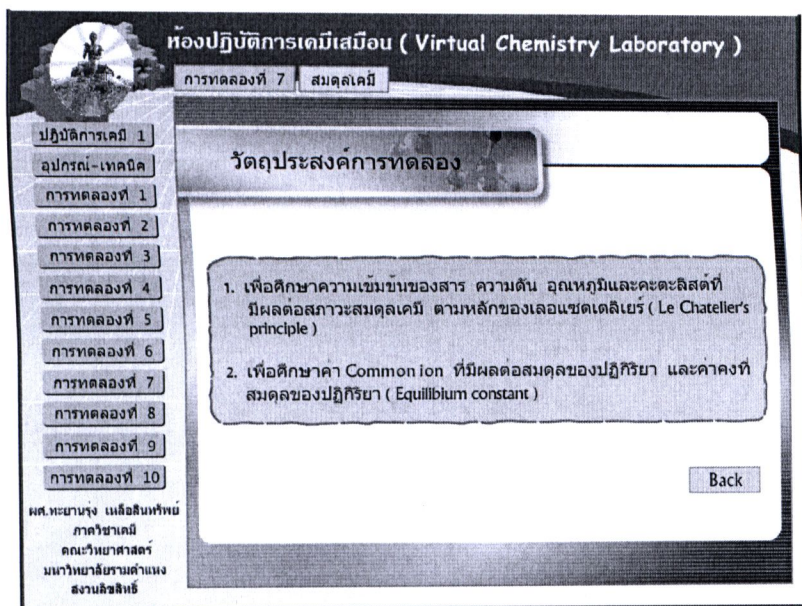 ห้องปฏิบัติการเคมีเสมือน ( Virtual Chemistry Laboratory )
การทดลองที่ 7 สมดุลเคมี
ปฏิบัติการเคมี 1
อุปกรณ์-เทคนิค
การทดลองที่ 1
การทดลองที่ 2
การทดลองที่ 3
การทดลองที่ 4
การทดลองที่ 5
การทดลองที่ 6
การทดลองที่ 7
การทดลองที่ 8
การทดลองที่ 9
การทดลองที่ 10
ผศ.ทะยานรุ่ง เหลือสินทรัพย์
ภาควิชาเคมี
คณะวิทยาศาสตร์
มหาวิทยาลัยรามคำแหง
สงวนลิขสิทธิ์
วัตถุประสงค์การทดลอง
1. เพื่อศึกษาความเข้มข้นของสาร ความดัน อุณหภูมิและคะตะลิสต์ที่
มีผลต่อสภาวะสมดุลเคมี ตามหลักของเลอแชตเตลิเยร์ ( Le Chatelier's
principle )
2. เพื่อศึกษาค่า Common ion ที่มีผลต่อสมดุลของปฏิกิริยา และค่าคงที่
สมดุลของปฏิกิริยา ( Equilibium constant )
Back